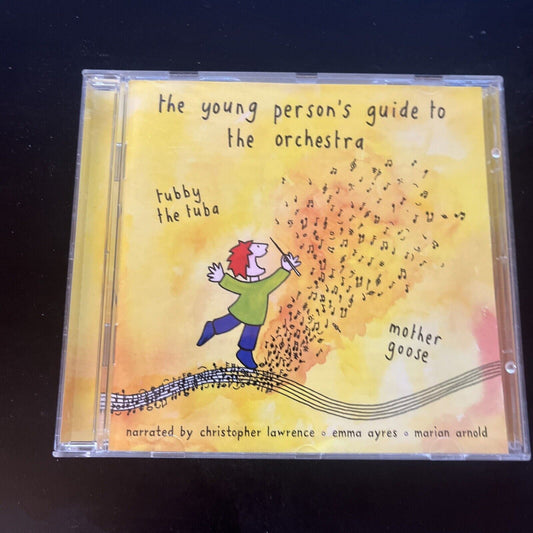 the young person's guide to
the orchestra
tubby
the tuba
mother
goose
narrated by christopher lawrence o emma ayres o marian arnold